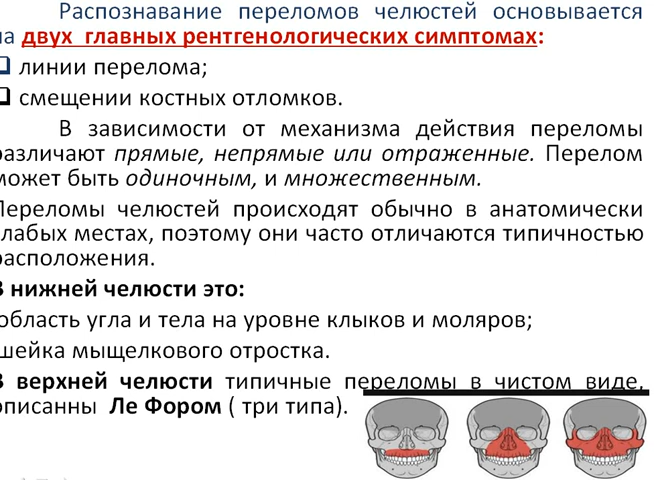 Распознавание переломов челюстей основывается
на двух главных рентгенологических симптомах:
линии перелома;
смещении костных отломков.
В зависимости от механизма действия переломы
различают прямые, непрямые или отраженные. Перелом
может быть одиночным, и множественным.
Переломы челюстей происходят обычно в анатомически
слабых местах, поэтому они часто отличаются типичностью
расположения.
В нижней челюсти это:
область угла и тела на уровне клыков и моляров;
шейка мыщелкового отростка.
В верхней челюсти типичные переломы в чистом виде,
описанны Ле Фором ( три типа).